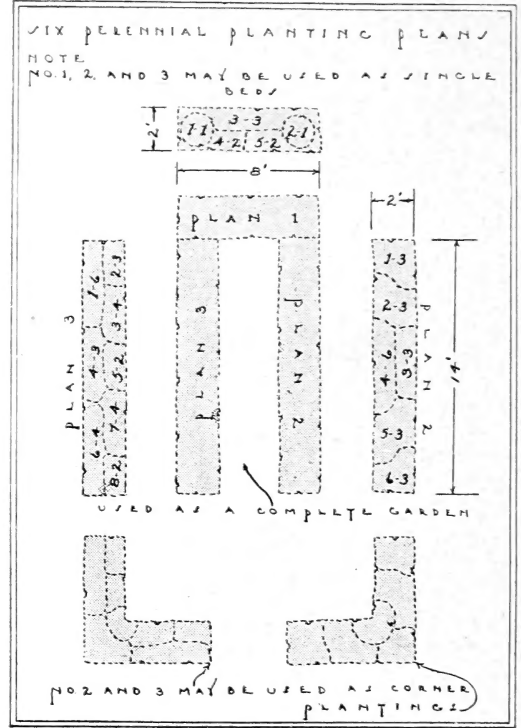 SIX PERENNIAL PLANTING PLANS
NOTE
NO. 1, 2, AND 3 MAY BE USED AS SINGLE
BEDS
2'
1-1
3-3
2-1
4-2
5-2
8'
PLAN 1
2'
PLAN 3
1-6
2-3
3-4
4-3
5-2
6-4
7-4
8-2
PLAN 3
PLAN 2
1-3
2-3
4-6
3-3
5-3
6-3
PLAN 2
14'
USED AS A COMPLETE GARDEN
NO 2 AND 3 MAY BE USED AS CORNER
PLANTINGS